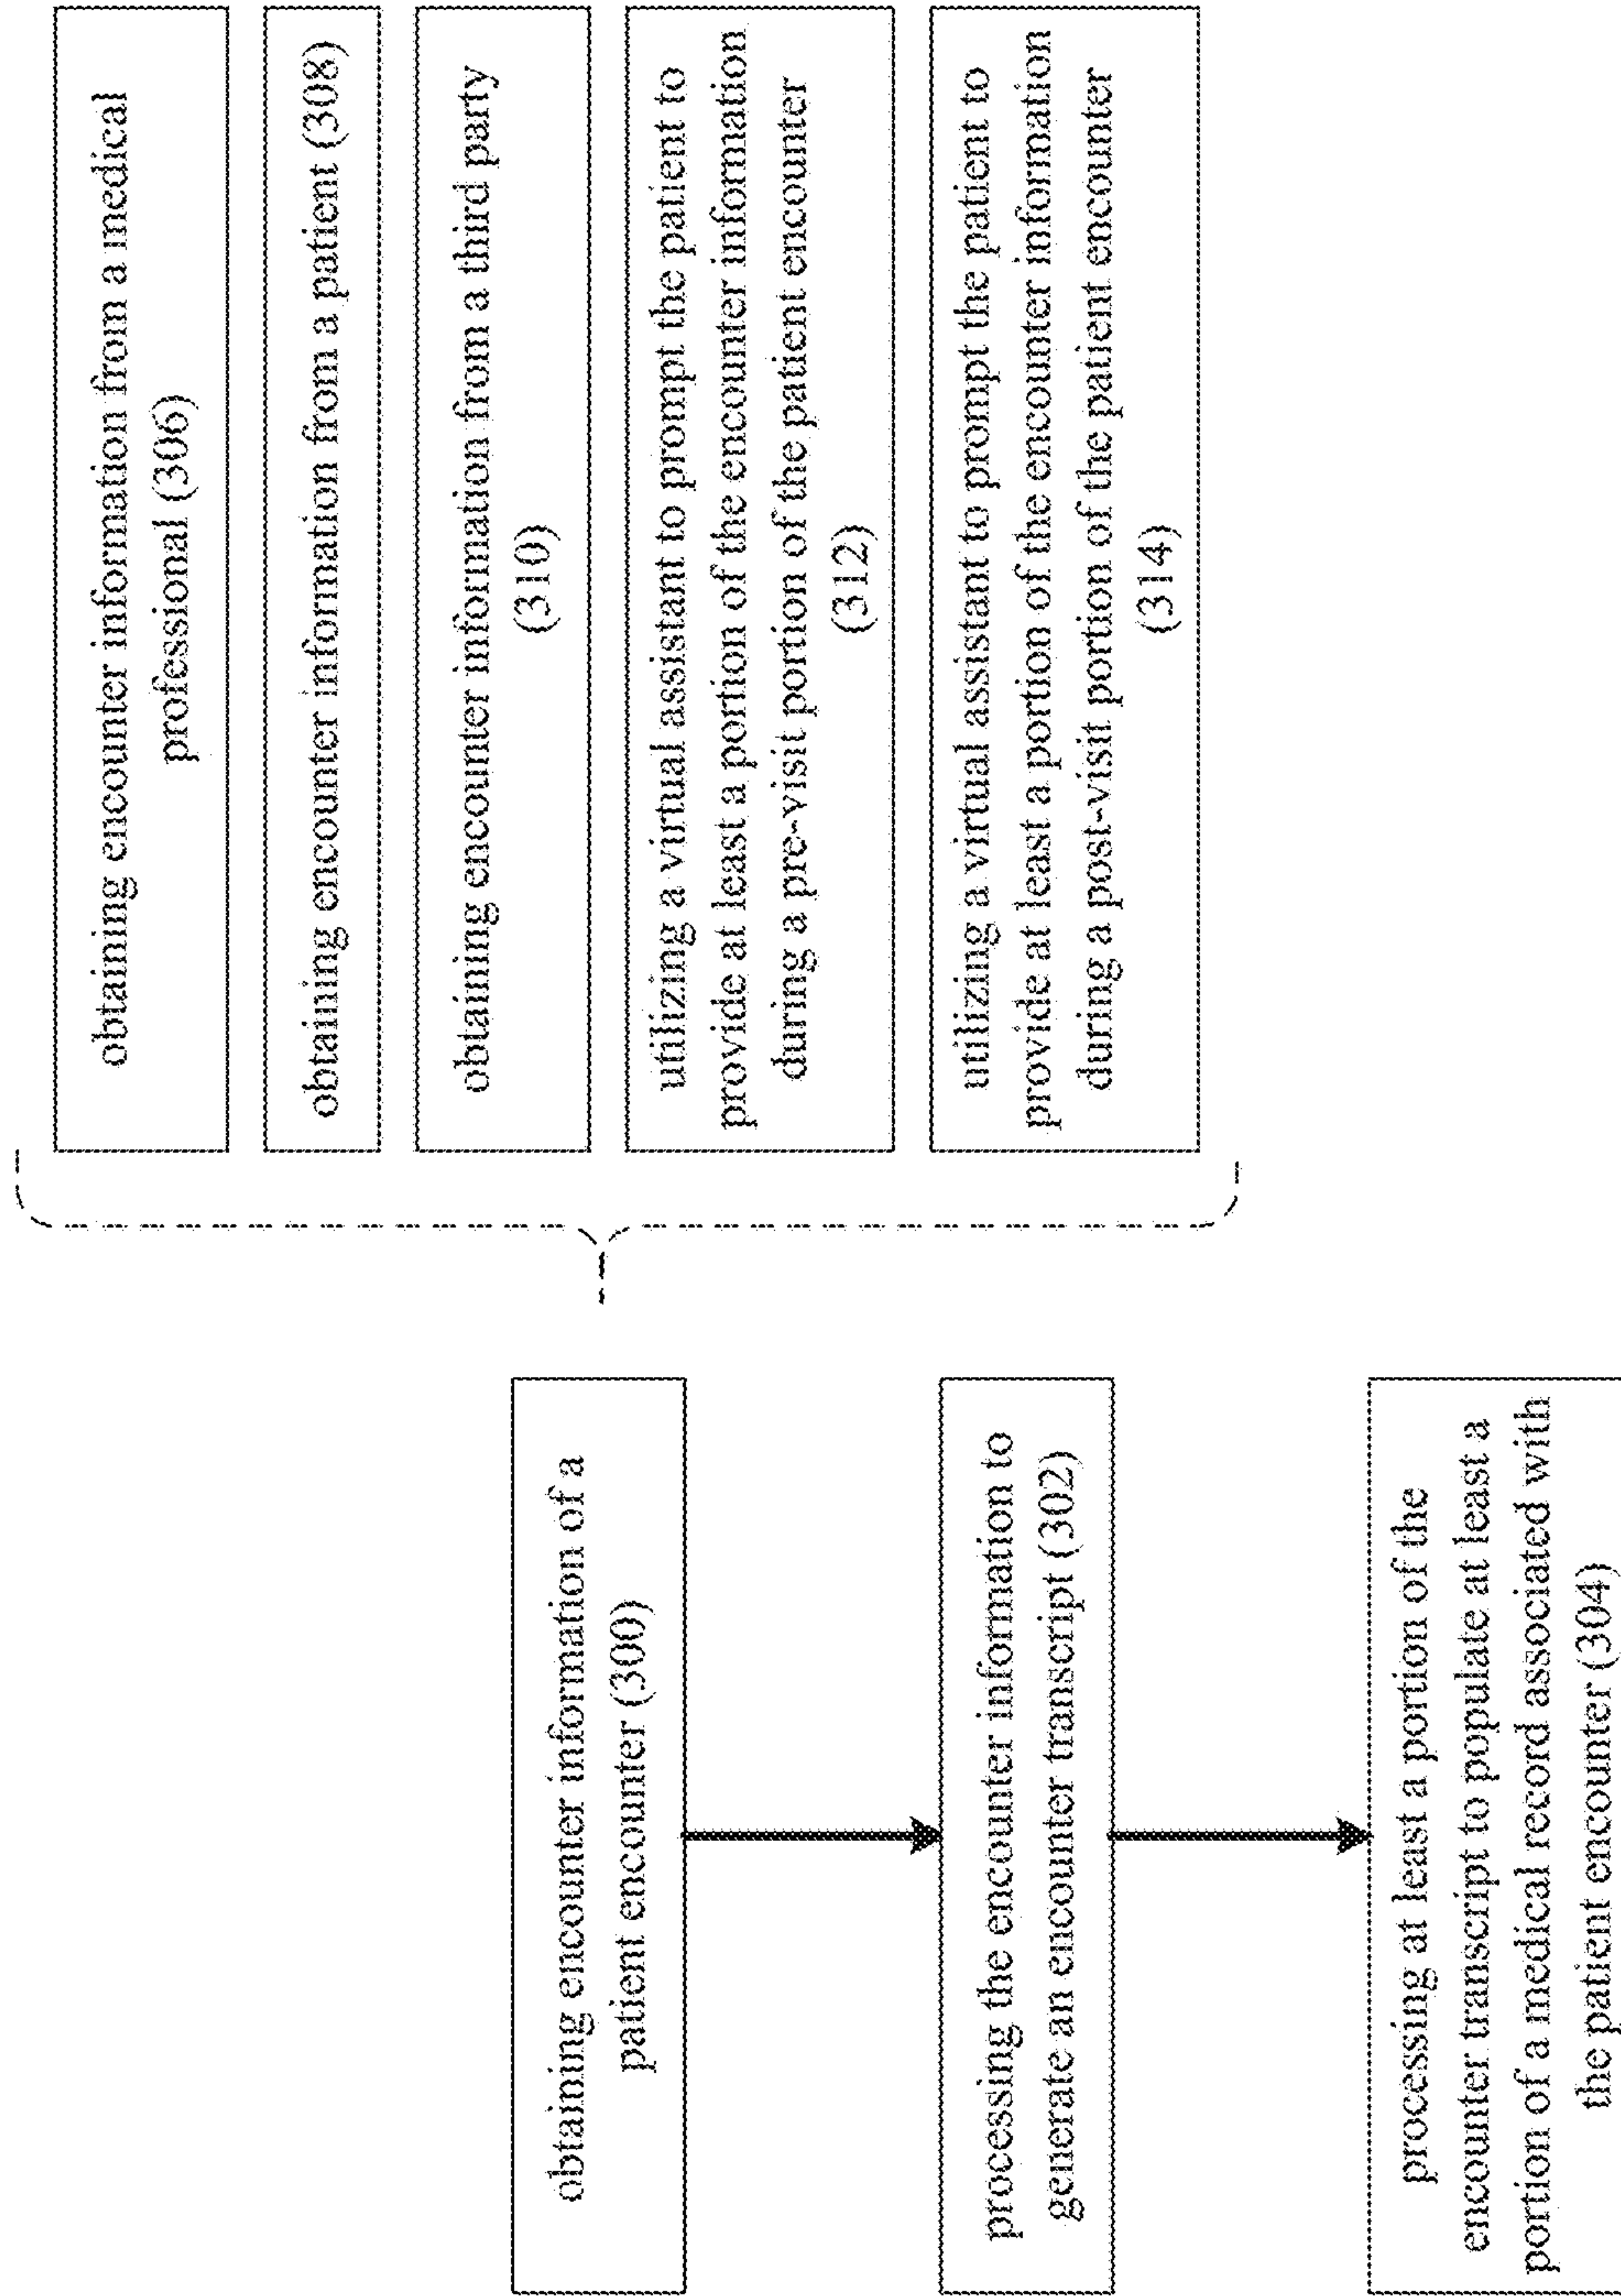 obtaining encounter information of a
patient encounter (300)
processing the encounter information to
generate an encounter transcript (302)
processing at least a portion of the
encounter transcript to populate at least a
portion of a medical record associated with
the patient encounter (304)
obtaining encounter information from a medical
professional (306)
obtaining encounter information from a patient (308)
obtaining encounter information from a third party
(310)
utilizing a virtual assistant to prompt the patient to
provide at least a portion of the encounter information
during a pre-visit portion of the patient encounter
(312)
utilizing a virtual assistant to prompt the patient to
provide at least a portion of the encounter information
during a post-visit portion of the patient encounter
(314)